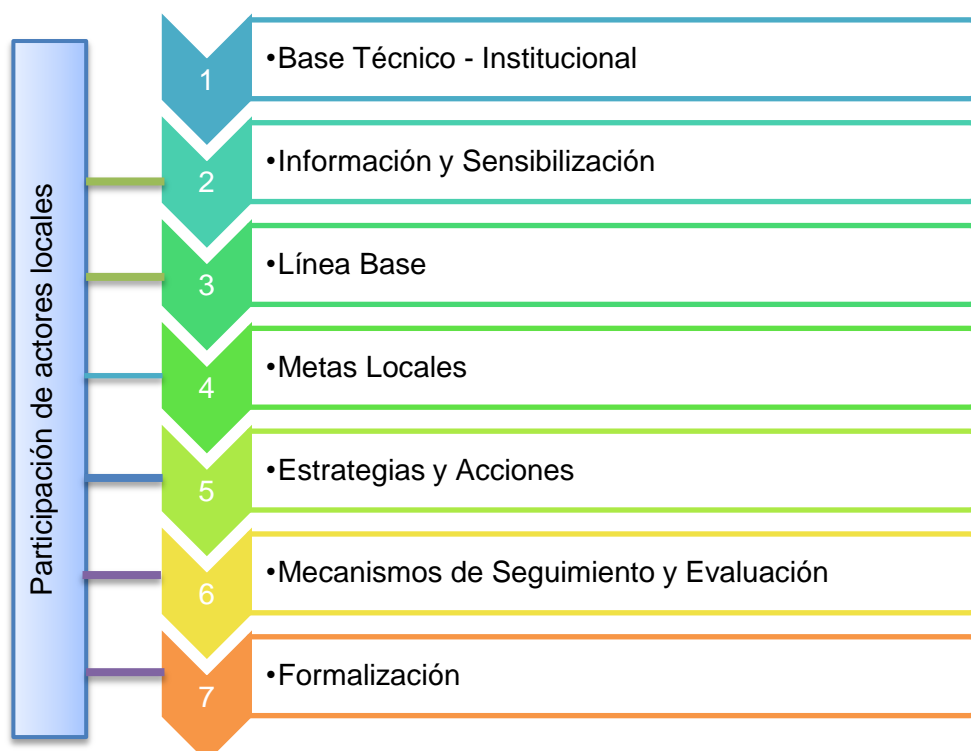 Participación de actores locales
1
•Base Técnico - Institucional
2
•Información y Sensibilización
3
•Línea Base
4
•Metas Locales
5
•Estrategias y Acciones
6
•Mecanismos de Seguimiento y Evaluación
7
•Formalización